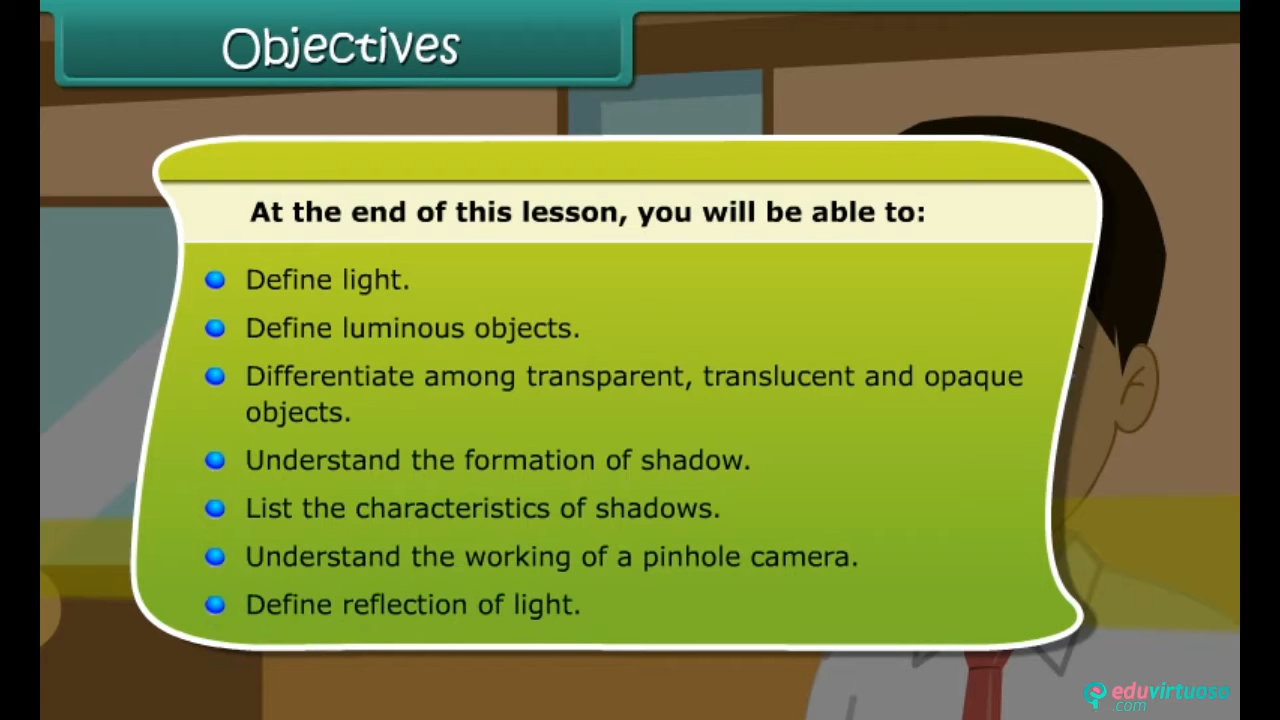 Objectives
At the end of this lesson, you will be able to:
Define light.
Define luminous objects.
Differentiate among transparent, translucent and opaque
objects.
Understand the formation of shadow.
List the characteristics of shadows.
Understand the working of a pinhole camera.
Define reflection of light.
eduvirtuoso
.com